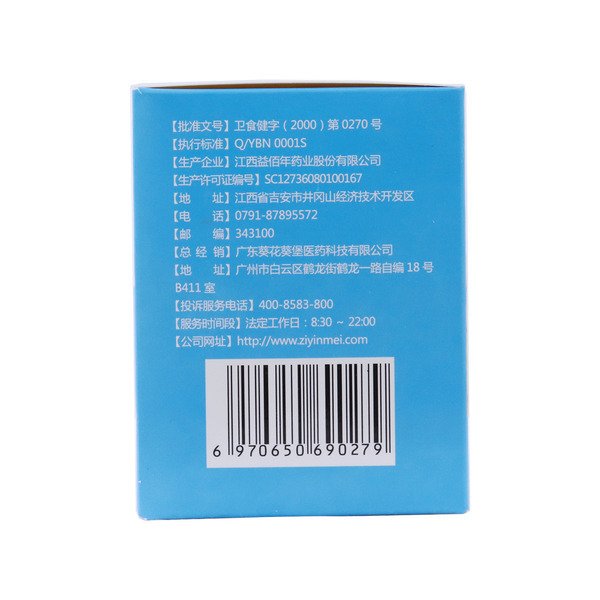 【批准文号】卫食健字（2000）第 0270 号
【执行标准】Q/YBN 0001S
【生产企业】江西益佰年药业股份有限公司
【生产许可证编号】SC12736080100167
【地　　址】江西省吉安市井冈山经济技术开发区
【电　　话】0791-87895572
【邮　　编】343100
【总 经 销】广东葵花葵堡医药科技有限公司
【地　　址】广州市白云区鹤龙街鹤龙一路自编 18 号
B411 室
【投诉服务电话】400-8583-800
【服务时间段】法定工作日：8:30 ～ 22:00
【公司网址】http://www.ziyinmei.com
6 970650 690279